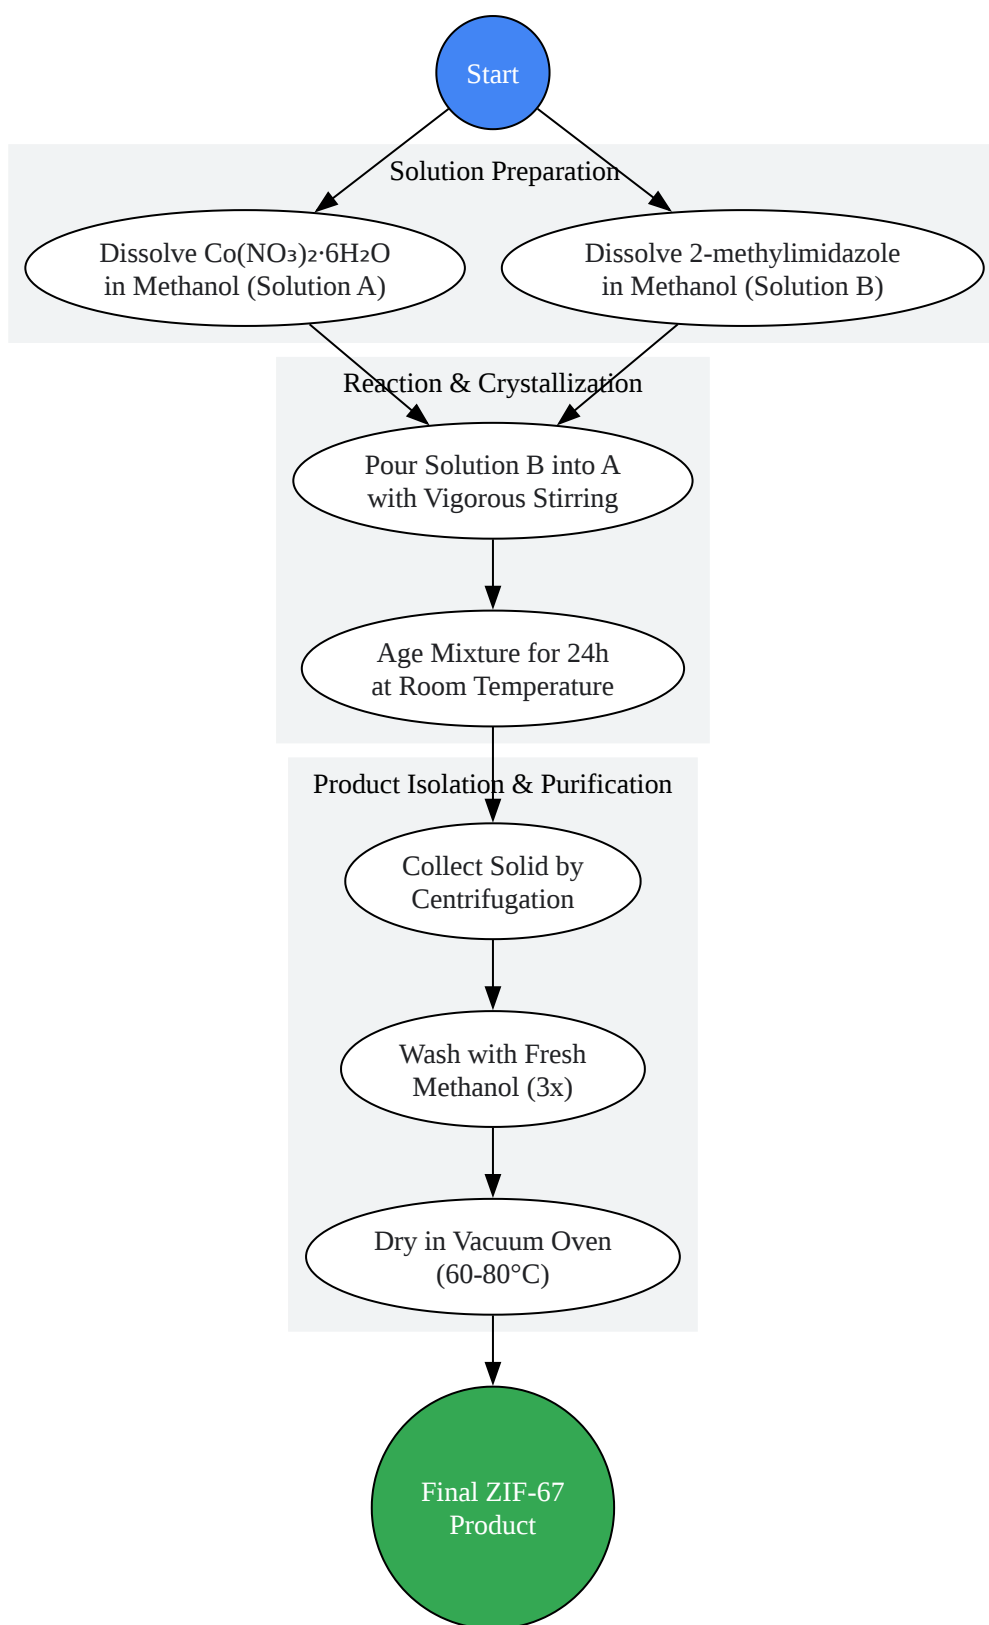 Start
Solution Preparation
Dissolve Co(NO₃)₂·6H₂O
in Methanol (Solution A)
Dissolve 2-methylimidazole
in Methanol (Solution B)
Reaction & Crystallization
Pour Solution B into A
with Vigorous Stirring
Age Mixture for 24h
at Room Temperature
Product Isolation & Purification
Collect Solid by
Centrifugation
Wash with Fresh
Methanol (3x)
Dry in Vacuum Oven
(60-80°C)
Final ZIF-67
Product